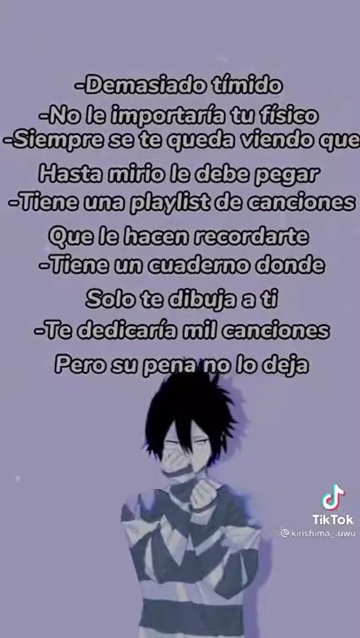 -Demasiado tímido
-No le importaría tu físico
-Siempre se te queda viendo que
Hasta mirio le debe pegar
-Tiene una playlist de canciones
Que le hacen recordarte
-Tiene un cuaderno donde
Solo te dibuja a ti
-Te dedicaría mil canciones
Pero su pena no lo deja
TikTok
@kirishima_.uwu